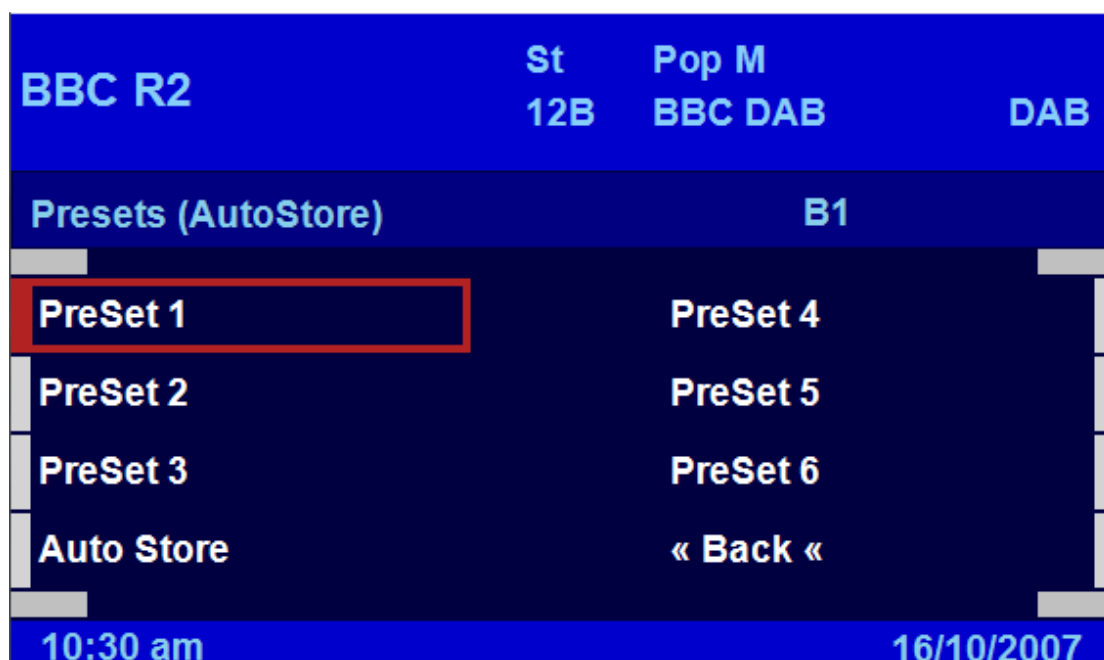 BBC R2 St Pop M
12B BBC DAB DAB
Presets (AutoStore) B1
PreSet 1 PreSet 4
PreSet 2 PreSet 5
PreSet 3 PreSet 6
Auto Store « Back «
10:30 am 16/10/2007